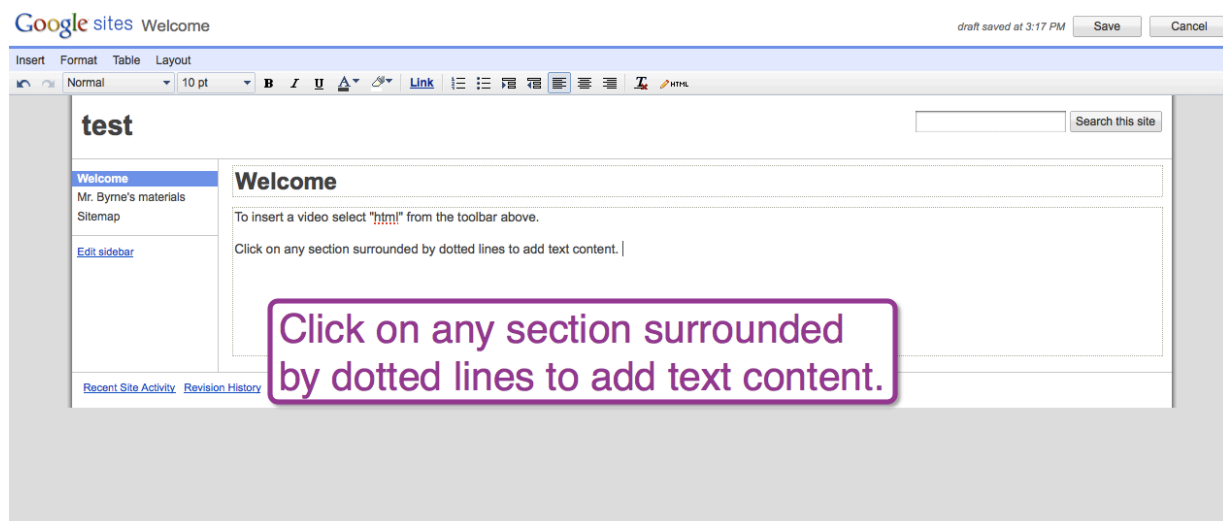 Google sites Welcome
draft saved at 3:17 PM Save Cancel
Insert Format Table Layout
Normal 10 pt B I U A Link HTML
test
Search this site
Welcome
Mr. Byrne's materials
Sitemap
Edit sidebar
Welcome
To insert a video select "html" from the toolbar above.
Click on any section surrounded by dotted lines to add text content.
Click on any section surrounded
by dotted lines to add text content.
Recent Site Activity Revision History